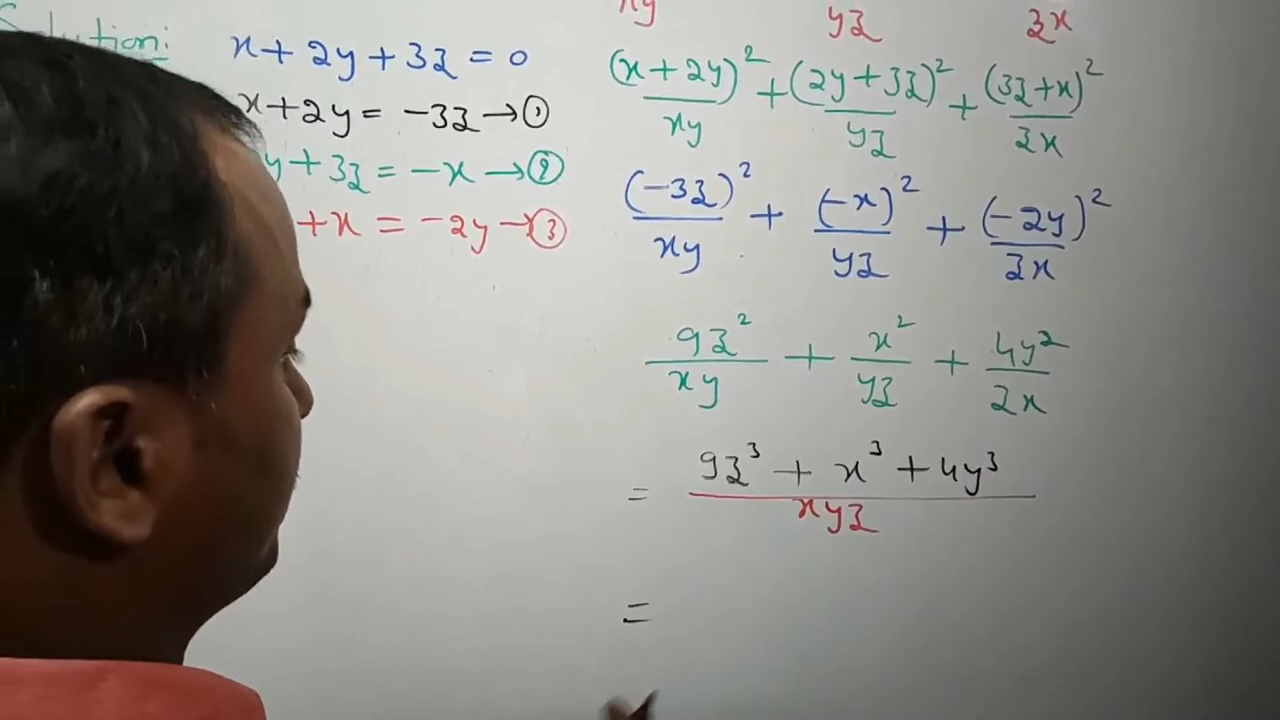 Solution:
x + 2y + 3z = 0
x + 2y = -3z → ①
y + 3z = -x → ②
+ x = -2y → ③
xy yz zx
(x + 2y)²/xy + (2y + 3z)²/yz + (3z + x)²/zx
(-3z)²/xy + (-x)²/yz + (-2y)²/zx
9z²/xy + x²/yz + 4y²/zx
= 9z³ + x³ + 4y³/xyz
=